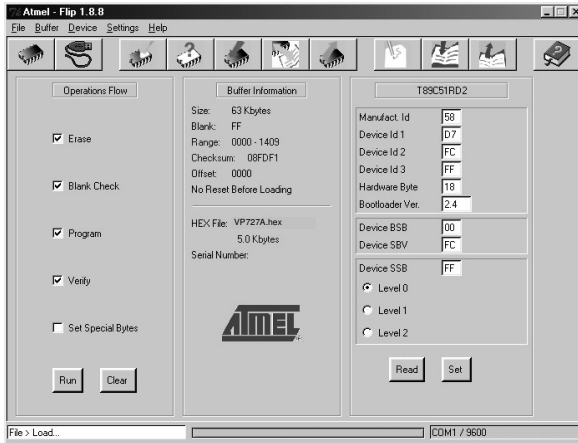 Atmel - Flip 1.8.8
File Buffer Device Settings Help
Operations Flow
Erase
Blank Check
Program
Verify
Set Special Bytes
Run Clear
Buffer Information
Size: 63 Kbytes
Blank: FF
Range: 0000 - 1409
Checksum: 08FDF1
Offset: 0000
No Reset Before Loading
HEX File: VP727A.hex
5.0 Kbytes
Serial Number:
ATMEL
T89C51RD2
Manufact. Id 58
Device Id 1 D7
Device Id 2 FC
Device Id 3 FF
Hardware Byte 18
Bootloader Ver. 2.4
Device BSB 00
Device SBV FC
Device SSB FF
Level 0
Level 1
Level 2
Read Set
File > Load...
COM1 / 9600